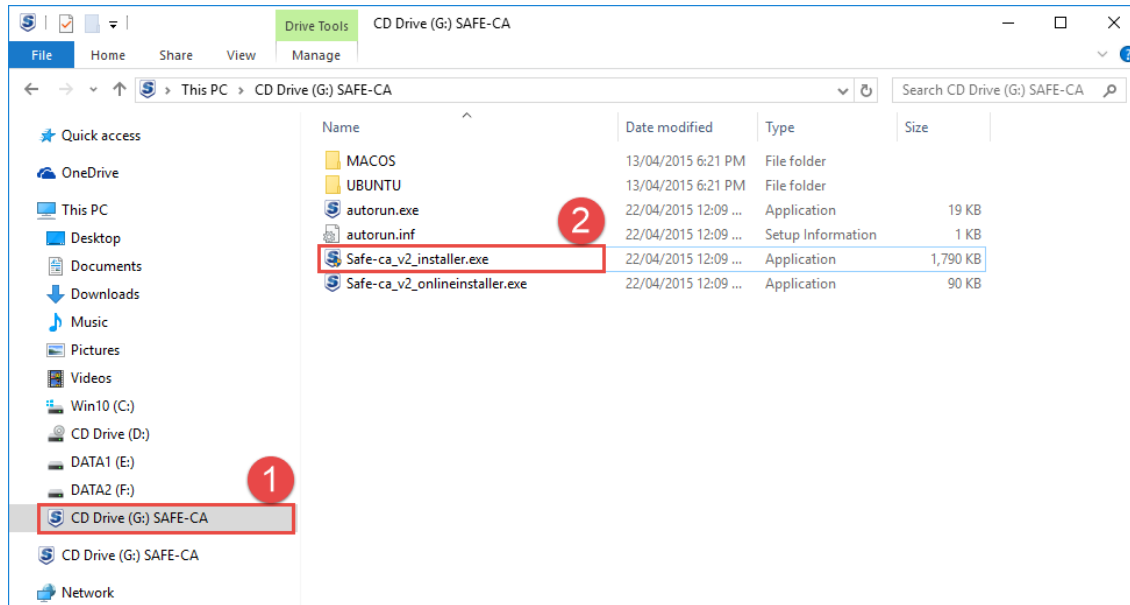 Drive Tools CD Drive (G:) SAFE-CA
File Home Share View Manage
This PC CD Drive (G:) SAFE-CA Search CD Drive (G:) SAFE-CA
Name Date modified Type Size
Quick access
OneDrive
This PC
Desktop
Documents
Downloads
Music
Pictures
Videos
Win10 (C:)
CD Drive (D:)
DATA1 (E:)
DATA2 (F:)
1
CD Drive (G:) SAFE-CA
CD Drive (G:) SAFE-CA
Network
MACOS 13/04/2015 6:21 PM File folder
UBUNTU 13/04/2015 6:21 PM File folder
autorun.exe 22/04/2015 12:09 ... Application 19 KB
2
autorun.inf 22/04/2015 12:09 ... Setup Information 1 KB
Safe-ca_v2_installer.exe 22/04/2015 12:09 ... Application 1,790 KB
Safe-ca_v2_onlineinstaller.exe 22/04/2015 12:09 ... Application 90 KB